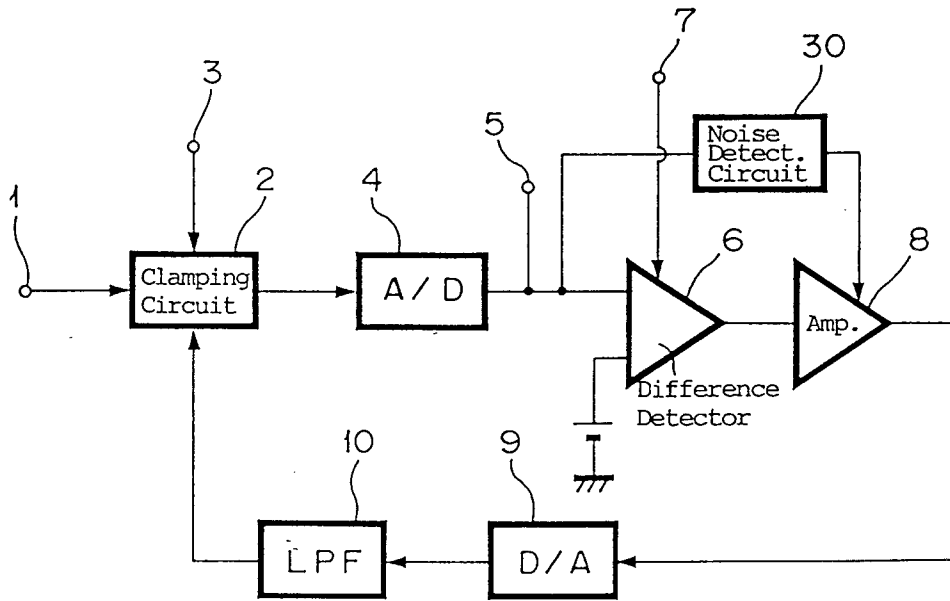 7
30
3
Noise
Detect.
Circuit
5
1
2
4
6
8
Clamping
Circuit
A/D
Amp.
Difference
Detector
10
9
LPF
D/A